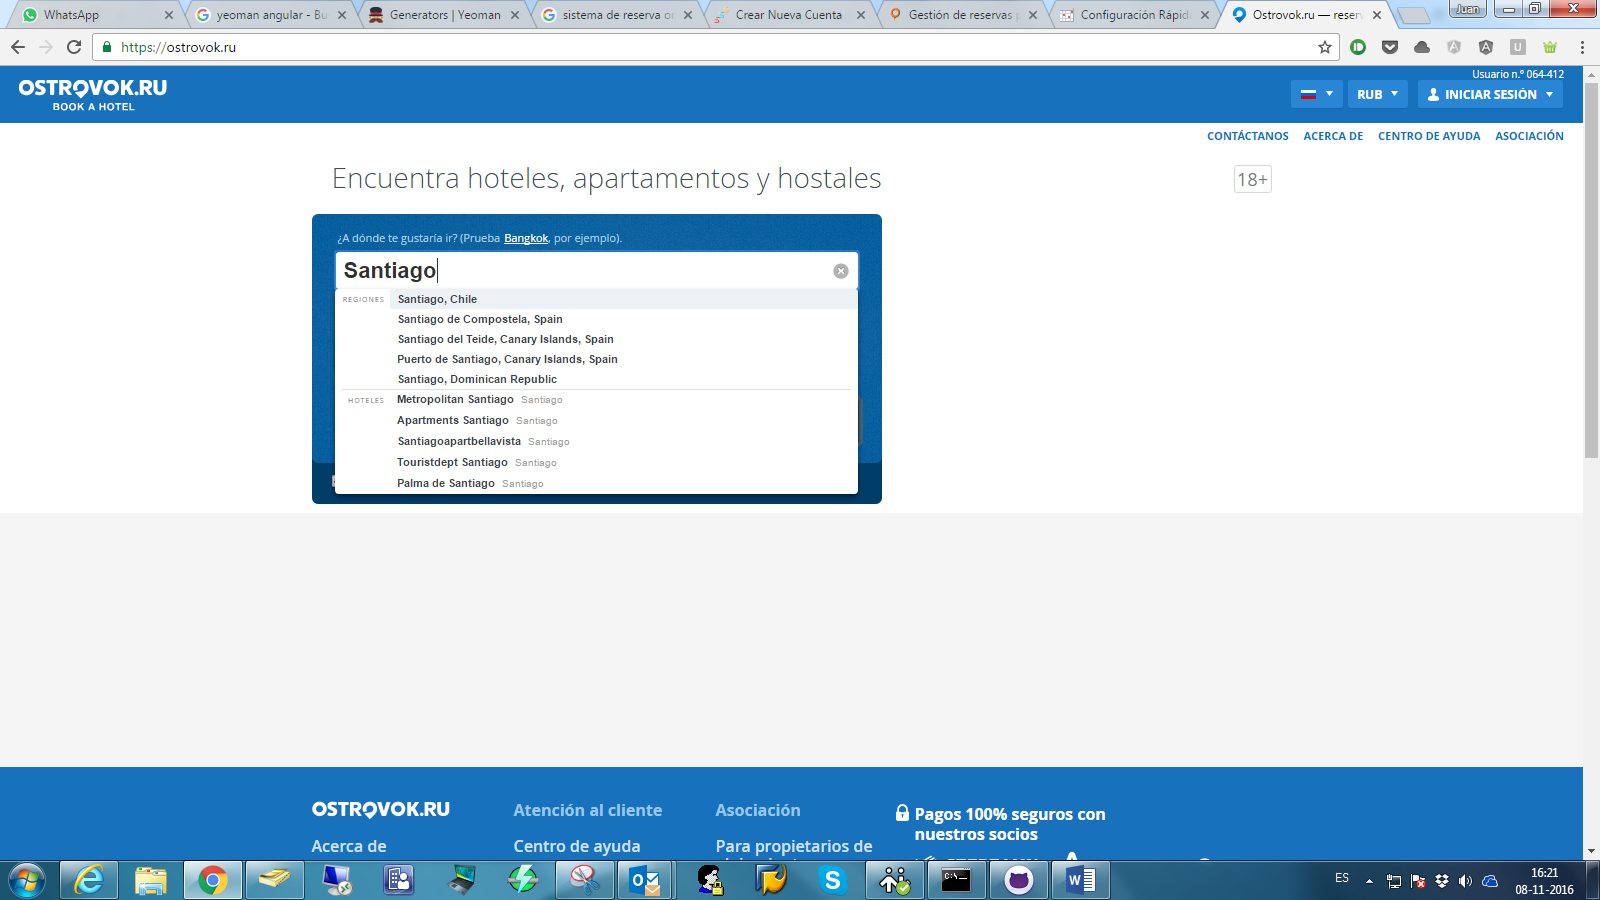 WhatsApp
yeoman angular - Bu
Generators | Yeoman
sistema de reserva o
Crear Nueva Cuenta
Gestión de reservas
Configuración Rápid
Ostrovok.ru — reser
Juan
https://ostrovok.ru
Usuario n.º 064-412
OSTROVOK.RU
BOOK A HOTEL
RUB
INICIAR SESIÓN
CONTÁCTANOS ACERCA DE CENTRO DE AYUDA ASOCIACIÓN
Encuentra hoteles, apartamentos y hostales
18+
¿A dónde te gustaría ir? (Prueba Bangkok, por ejemplo).
Santiago
REGIONES
Santiago, Chile
Santiago de Compostela, Spain
Santiago del Teide, Canary Islands, Spain
Puerto de Santiago, Canary Islands, Spain
Santiago, Dominican Republic
HOTELES
Metropolitan Santiago Santiago
Apartments Santiago Santiago
Santiagoapartbellavista Santiago
Touristdept Santiago Santiago
Palma de Santiago Santiago
OSTROVOK.RU
Acerca de
Atención al cliente
Centro de ayuda
Asociación
Para propietarios de
Pagos 100% seguros con
nuestros socios
ES
16:21
08-11-2016